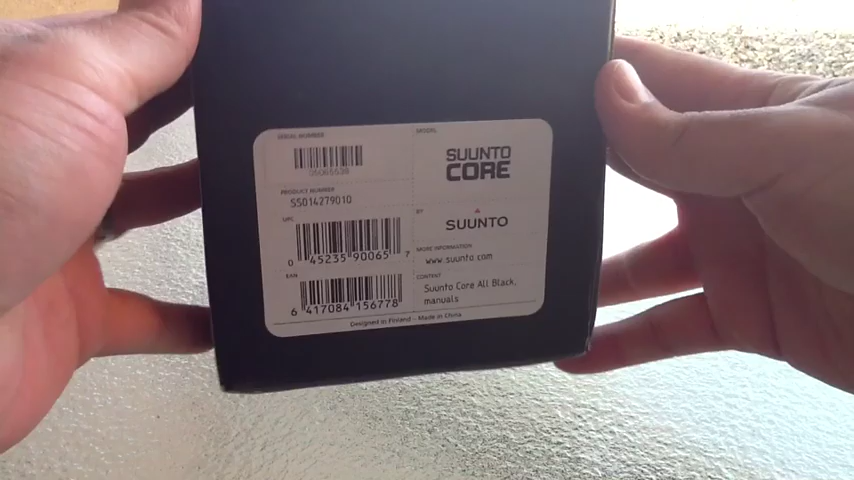 SERIAL NUMBER
PRODUCT NUMBER
SS014279010
UPC
0 45235 90065 7
EAN
6 417084 156778
MODEL
SUUNTO
CORE
BY
SUUNTO
MORE INFORMATION
www.suunto.com
CONTENT
Suunto Core All Black,
manuals
Designed in Finland - Made in China